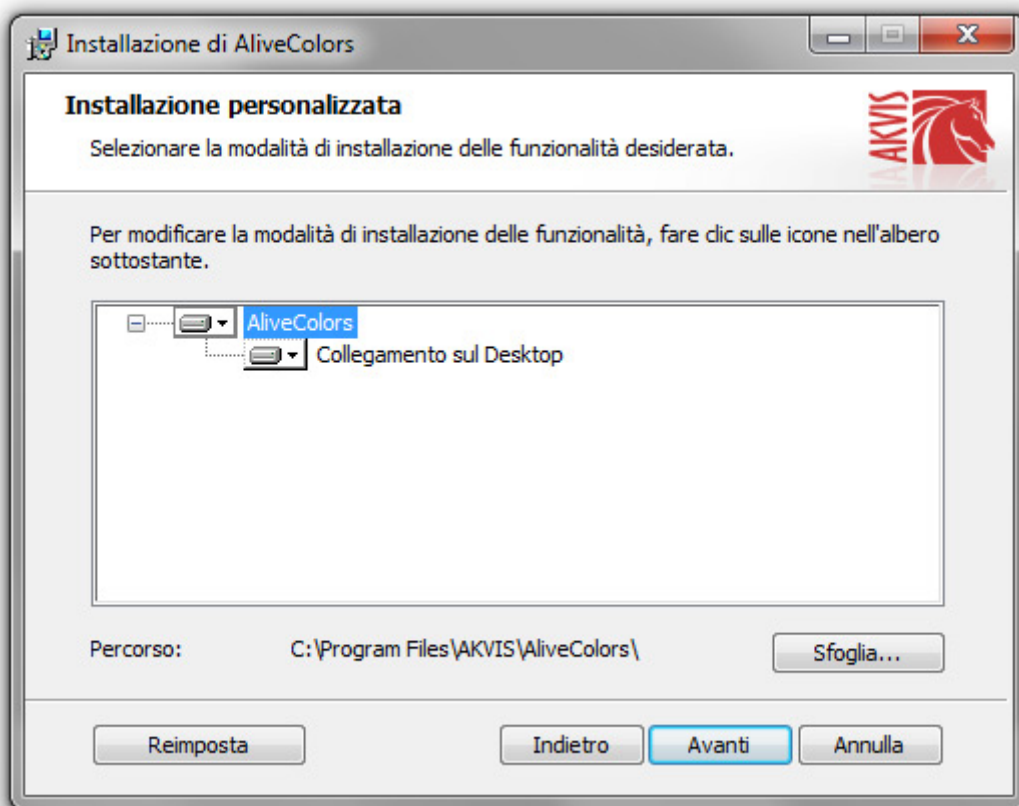 Installazione di AliveColors
Installazione personalizzata
Selezionare la modalità di installazione delle funzionalità desiderata.
AKVIS
Per modificare la modalità di installazione delle funzionalità, fare clic sulle icone nell'albero
sottostante.
AliveColors
Collegamento sul Desktop
Percorso: C:\Program Files\AKVIS\AliveColors\ Sfoglia...
Reimposta Indietro Avanti Annulla